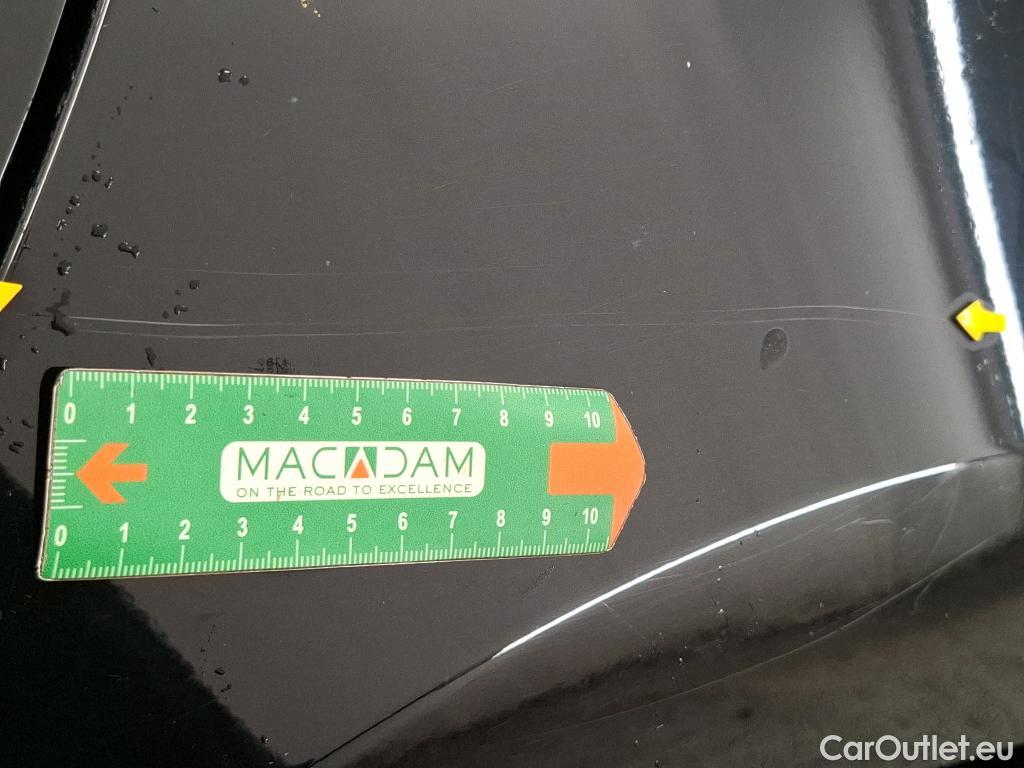 0 1 2 3 4 5 6 7 8 9 10
MACADAM
ON THE ROAD TO EXCELLENCE
0 1 2 3 4 5 6 7 8 9 10
CarOutlet.eu